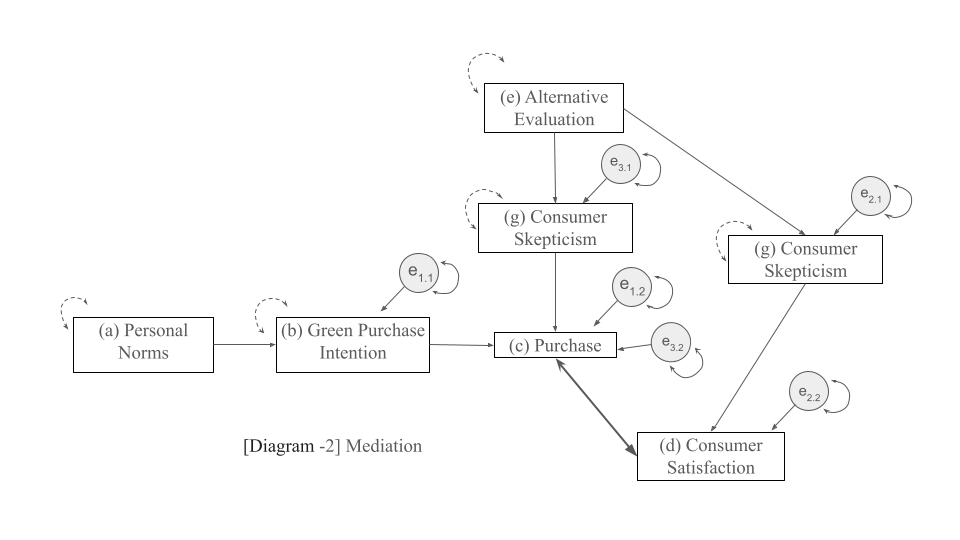 (e) Alternative
Evaluation
e3.1
(g) Consumer
Skepticism
e2.1
(g) Consumer
Skepticism
e1.1
e1.2
(a) Personal
Norms
(b) Green Purchase
Intention
(c) Purchase
e3.2
e2.2
[Diagram -2] Mediation
(d) Consumer
Satisfaction